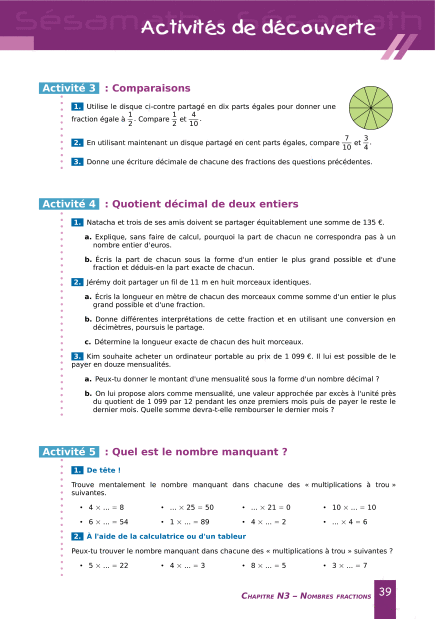 Sésamath Sésamath Sésamath
Activités de découverte
Activité 3 : Comparaisons
1. Utilise le disque ci-contre partagé en dix parts égales pour donner une
fraction égale à 1/2. Compare 1/2 et 4/10.
2. En utilisant maintenant un disque partagé en cent parts égales, compare 7/10 et 3/4.
3. Donne une écriture décimale de chacune des fractions des questions précédentes.
Activité 4 : Quotient décimal de deux entiers
1. Natacha et trois de ses amis doivent se partager équitablement une somme de 135 €.
a. Explique, sans faire de calcul, pourquoi la part de chacun ne correspondra pas à un
nombre entier d'euros.
b. Écris la part de chacun sous la forme d'un entier le plus grand possible et d'une
fraction et déduis-en la part exacte de chacun.
2. Jérémy doit partager un fil de 11 m en huit morceaux identiques.
a. Écris la longueur en mètre de chacun des morceaux comme somme d'un entier le plus
grand possible et d'une fraction.
b. Donne différentes interprétations de cette fraction et en utilisant une conversion en
décimètres, poursuis le partage.
c. Détermine la longueur exacte de chacun des huit morceaux.
3. Kim souhaite acheter un ordinateur portable au prix de 1 099 €. Il lui est possible de le
payer en douze mensualités.
a. Peux-tu donner le montant d'une mensualité sous la forme d'un nombre décimal ?
b. On lui propose alors comme mensualité, une valeur approchée par excès à l'unité près
du quotient de 1 099 par 12 pendant les onze premiers mois puis de payer le reste le
dernier mois. Quelle somme devra-t-elle rembourser le dernier mois ?
Activité 5 : Quel est le nombre manquant ?
1. De tête !
Trouve mentalement le nombre manquant dans chacune des « multiplications à trou »
suivantes.
• 4 × ... = 8 • ... × 25 = 50 • ... × 21 = 0 • 10 × ... = 10
• 6 × ... = 54 • 1 × ... = 89 • 4 × ... = 2 • ... × 4 = 6
2. À l'aide de la calculatrice ou d'un tableur
Peux-tu trouver le nombre manquant dans chacune des « multiplications à trou » suivantes ?
• 5 × ... = 22 • 4 × ... = 3 • 8 × ... = 5 • 3 × ... = 7
CHAPITRE N3 – NOMBRES FRACTIONS 39